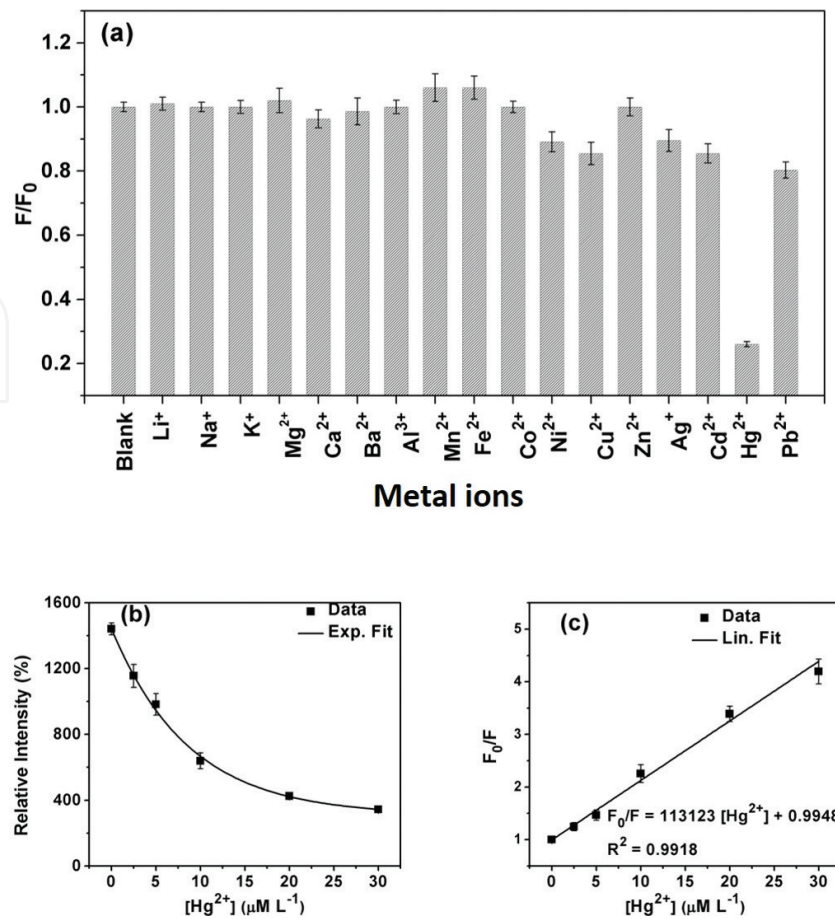 (a)
1.2
1.0
0.8
0.6
0.4
0.2
F/F₀
Blank
Li⁺
Na⁺
K⁺
Mg²⁺
Ca²⁺
Ba²⁺
Al³⁺
Mn²⁺
Fe²⁺
Co²⁺
Ni²⁺
Cu²⁺
Zn²⁺
Ag⁺
Cd²⁺
Hg²⁺
Pb²⁺
Metal ions
(b)
Data
Exp. Fit
1600
1200
800
400
0
Relative Intensity (%)
0 5 10 15 20 25 30
[Hg²⁺] (μM L⁻¹)
(c)
Data
Lin. Fit
5
4
3
2
1
F₀/F
F₀/F = 113123 [Hg²⁺] + 0.9948
R² = 0.9918
0 5 10 15 20 25 30
[Hg²⁺] (μM L⁻¹)